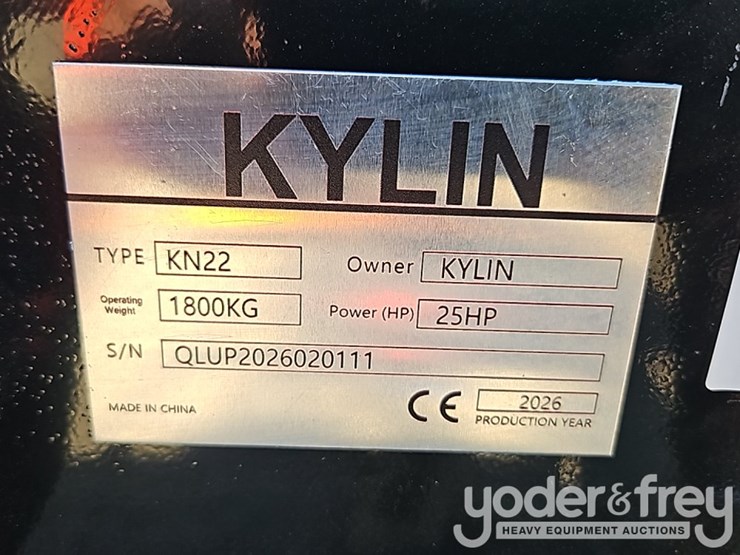 KYLIN
TYPE KN22 Owner KYLIN
Operating Weight 1800KG Power (HP) 25HP
S/N QLUP2026020111
MADE IN CHINA CE 2026
PRODUCTION YEAR
yoder&frey
HEAVY EQUIPMENT AUCTIONS